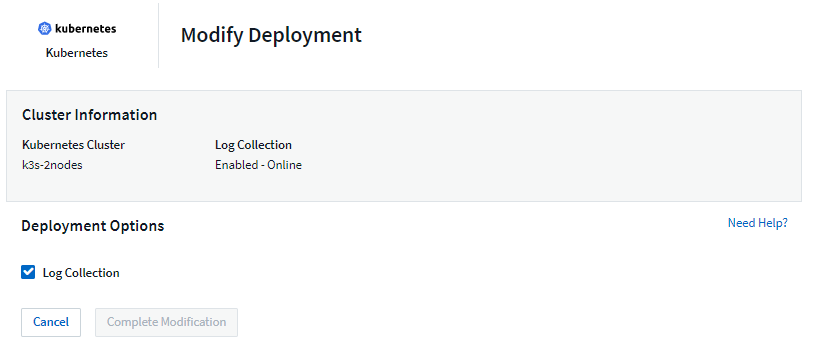 kubernetes
Kubernetes
Modify Deployment
Cluster Information
Kubernetes Cluster
Log Collection
k3s-2nodes
Enabled - Online
Deployment Options
Need Help?
Log Collection
Cancel
Complete Modification